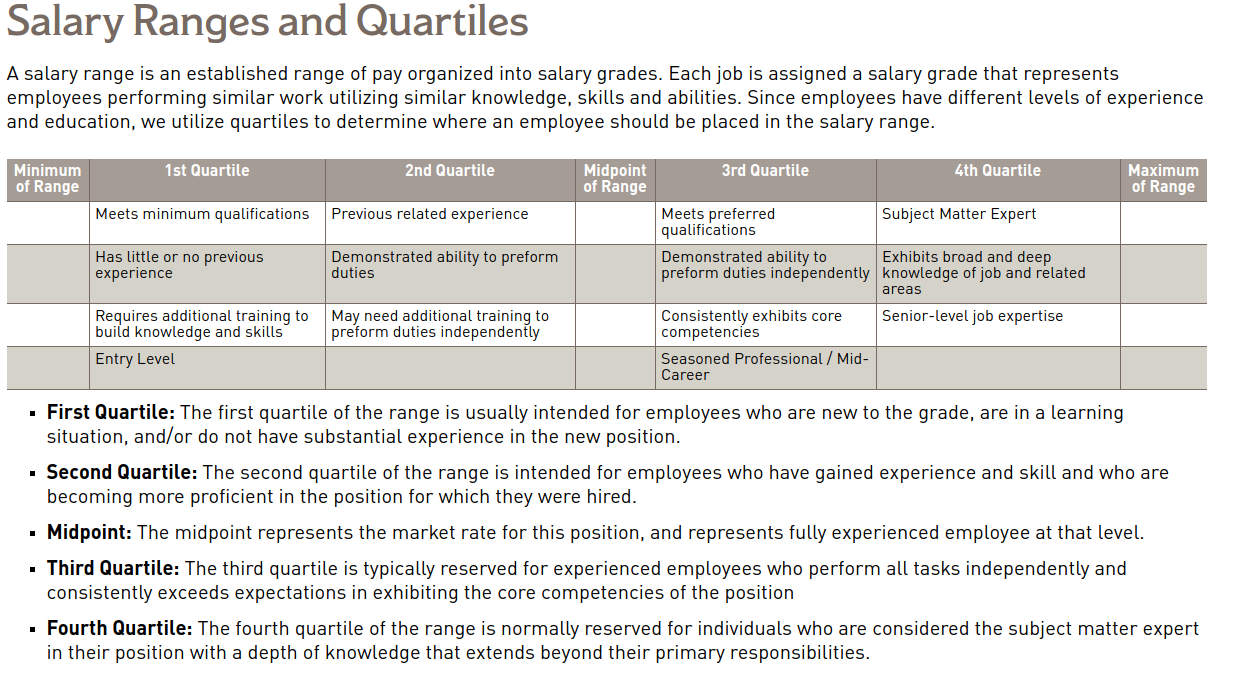 Salary Ranges and Quartiles
A salary range is an established range of pay organized into salary grades. Each job is assigned a salary grade that represents
employees performing similar work utilizing similar knowledge, skills and abilities. Since employees have different levels of experience
and education, we utilize quartiles to determine where an employee should be placed in the salary range.
Minimum
of Range
1st Quartile
2nd Quartile
Midpoint
of Range
3rd Quartile
4th Quartile
Maximum
of Range
Meets minimum qualifications
Previous related experience
Meets preferred
qualifications
Subject Matter Expert
Has little or no previous
experience
Demonstrated ability to preform
duties
Demonstrated ability to
preform duties independently
Exhibits broad and deep
knowledge of job and related
areas
Requires additional training to
build knowledge and skills
May need additional training to
preform duties independently
Consistently exhibits core
competencies
Senior-level job expertise
Entry Level
Seasoned Professional / Mid-
Career
▪ First Quartile: The first quartile of the range is usually intended for employees who are new to the grade, are in a learning
situation, and/or do not have substantial experience in the new position.
▪ Second Quartile: The second quartile of the range is intended for employees who have gained experience and skill and who are
becoming more proficient in the position for which they were hired.
▪ Midpoint: The midpoint represents the market rate for this position, and represents fully experienced employee at that level.
▪ Third Quartile: The third quartile is typically reserved for experienced employees who perform all tasks independently and
consistently exceeds expectations in exhibiting the core competencies of the position
▪ Fourth Quartile: The fourth quartile of the range is normally reserved for individuals who are considered the subject matter expert
in their position with a depth of knowledge that extends beyond their primary responsibilities.